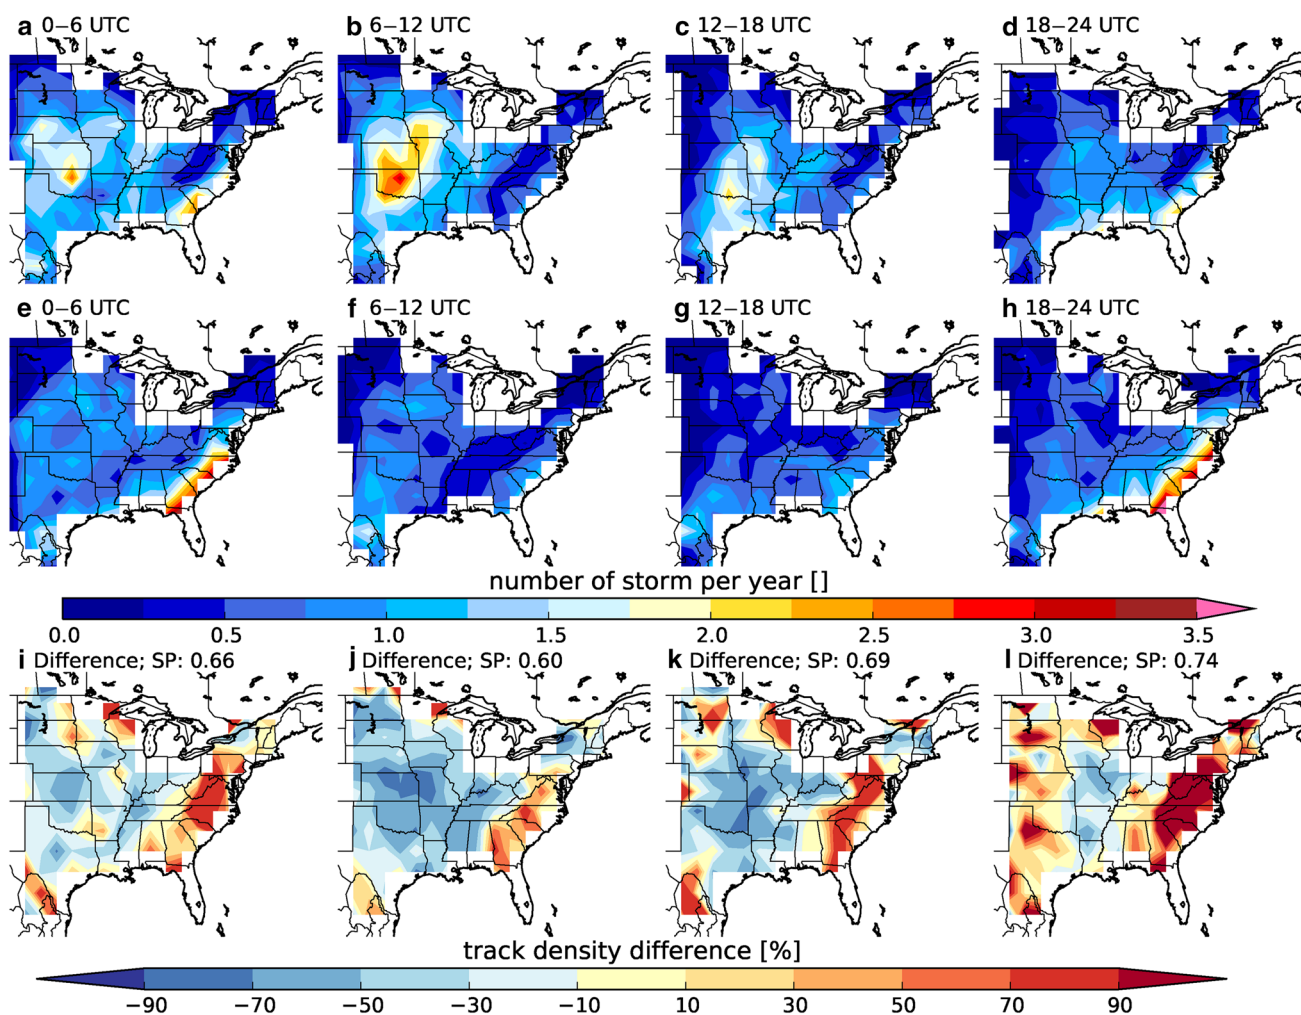 a 0−6 UTC
b 6−12 UTC
c 12−18 UTC
d 18−24 UTC
e 0−6 UTC
f 6−12 UTC
g 12−18 UTC
h 18−24 UTC
number of storm per year []
0.0 0.5 1.0 1.5 2.0 2.5 3.0 3.5
i Difference; SP: 0.66
j Difference; SP: 0.60
k Difference; SP: 0.69
l Difference; SP: 0.74
track density difference [%]
−90 −70 −50 −30 −10 10 30 50 70 90